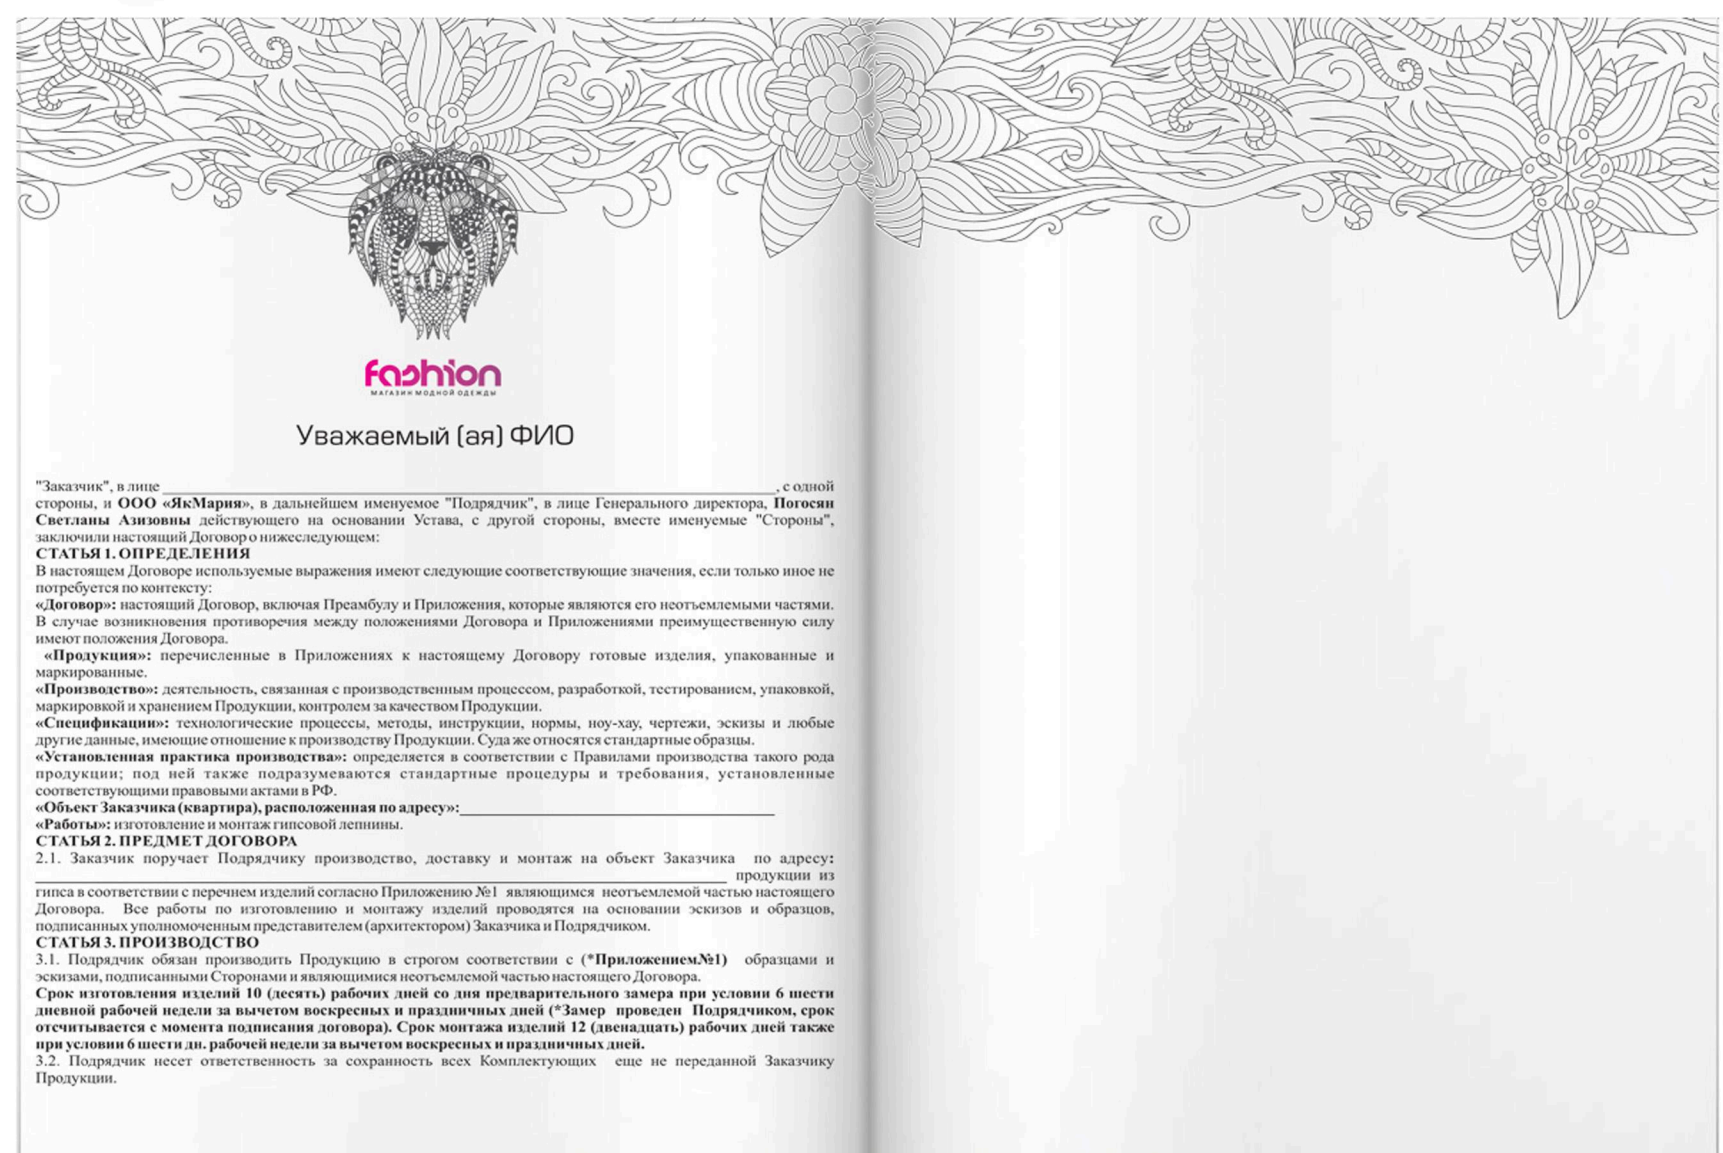 fashion
МАГАЗИН МОДНОЙ ОДЕЖДЫ
Уважаемый (ая) ФИО
"Заказчик", в лице ____________, с одной
стороны, и ООО «ЯкМария», в дальнейшем именуемое "Подрядчик", в лице Генерального директора, Погосян
Светланы Азизовны действующего на основании Устава, с другой стороны, вместе именуемые "Стороны",
заключили настоящий Договор о нижеследующем:
СТАТЬЯ 1. ОПРЕДЕЛЕНИЯ
В настоящем Договоре используемые выражения имеют следующие соответствующие значения, если только иное не
потребуется по контексту:
«Договор»: настоящий Договор, включая Преамбулу и Приложения, которые являются его неотъемлемыми частями.
В случае возникновения противоречия между положениями Договора и Приложениями преимущественную силу
имеют положения Договора.
«Продукция»: перечисленные в Приложениях к настоящему Договору готовые изделия, упакованные и
маркированные.
«Производство»: деятельность, связанная с производственным процессом, разработкой, тестированием, упаковкой,
маркировкой и хранением Продукции, контролем за качеством Продукции.
«Спецификации»: технологические процессы, методы, инструкции, нормы, ноу-хау, чертежи, эскизы и любые
другие данные, имеющие отношение к производству Продукции. Суда же относятся стандартные образцы.
«Установленная практика производства»: определяется в соответствии с Правилами производства такого рода
продукции; под ней также подразумеваются стандартные процедуры и требования, установленные
соответствующими правовыми актами в РФ.
«Объект Заказчика (квартира), расположенная по адресу»:____________
«Работы»: изготовление и монтаж гипсовой лепнины.
СТАТЬЯ 2. ПРЕДМЕТ ДОГОВОРА
2.1. Заказчик поручает Подрядчику производство, доставку и монтаж на объект Заказчика по адресу:
____________ продукции из
гипса в соответствии с перечнем изделий согласно Приложению №1 являющимся неотъемлемой частью настоящего
Договора. Все работы по изготовлению и монтажу изделий проводятся на основании эскизов и образцов,
подписанных уполномоченным представителем (архитектором) Заказчика и Подрядчиком.
СТАТЬЯ 3. ПРОИЗВОДСТВО
3.1. Подрядчик обязан производить Продукцию в строгом соответствии с (*Приложением№1) образцами и
эскизами, подписанными Сторонами и являющимися неотъемлемой частью настоящего Договора.
Срок изготовления изделий 10 (десять) рабочих дней со дня предварительного замера при условии 6 шести
дневной рабочей недели за вычетом воскресных и праздничных дней (*Замер проведен Подрядчиком, срок
отсчитывается с момента подписания договора). Срок монтажа изделий 12 (двенадцать) рабочих дней также
при условии 6 шести дн. рабочей недели за вычетом воскресных и праздничных дней.
3.2. Подрядчик несет ответственность за сохранность всех Комплектующих еще не переданной Заказчику
Продукции.